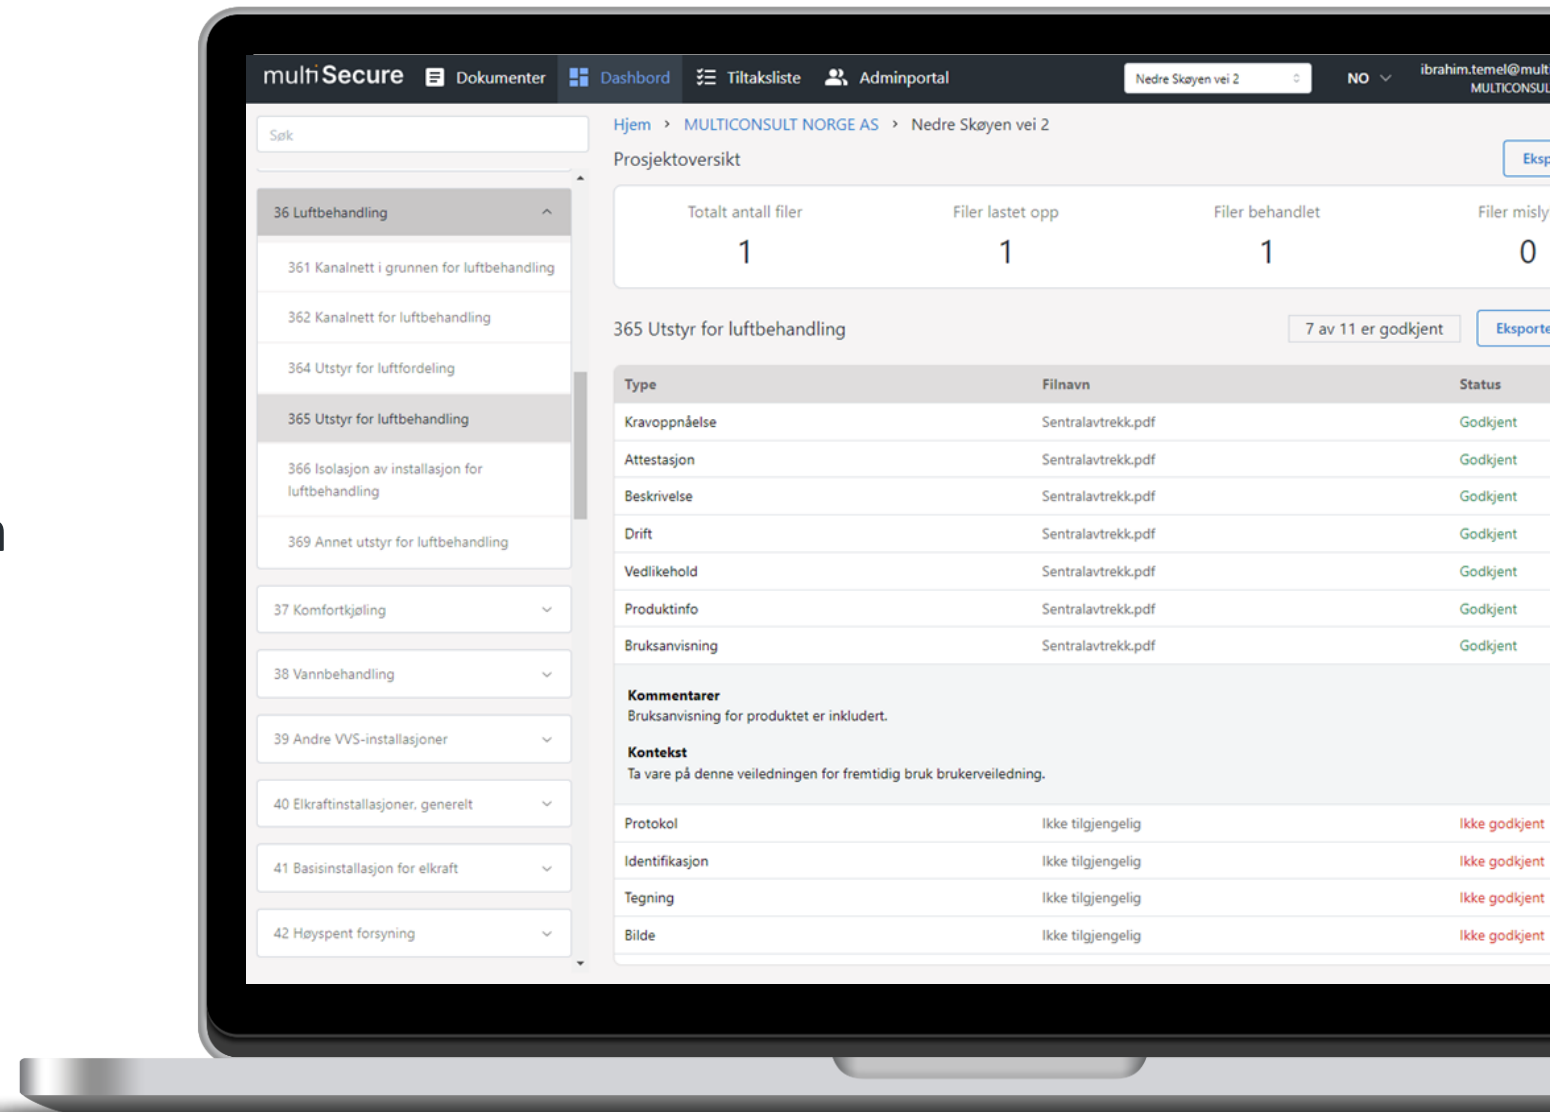 multiSecure Dokumenter Dashbord Tiltaksliste Adminportal Nedre Skøyen vei 2 NO ibrahim.temel@multi
MULTICONSUL
Søk
Hjem > MULTICONSULT NORGE AS > Nedre Skøyen vei 2
Prosjektoversikt Eksp
36 Luftbehandling
361 Kanalnett i grunnen for luftbehandling
362 Kanalnett for luftbehandling
364 Utstyr for luftfordeling
365 Utstyr for luftbehandling
366 Isolasjon av installasjon for
luftbehandling
369 Annet utstyr for luftbehandling
37 Komfortkjøling
38 Vannbehandling
39 Andre VVS-installasjoner
40 Elkraftinstallasjoner, generelt
41 Basisinstallasjon for elkraft
42 Høyspent forsyning
Totalt antall filer Filer lastet opp Filer behandlet Filer misly
1 1 1 0
365 Utstyr for luftbehandling 7 av 11 er godkjent Eksporte
Type Filnavn Status
Kravoppnåelse Sentralavtrekk.pdf Godkjent
Attestasjon Sentralavtrekk.pdf Godkjent
Beskrivelse Sentralavtrekk.pdf Godkjent
Drift Sentralavtrekk.pdf Godkjent
Vedlikehold Sentralavtrekk.pdf Godkjent
Produktinfo Sentralavtrekk.pdf Godkjent
Bruksanvisning Sentralavtrekk.pdf Godkjent
Kommentarer
Bruksanvisning for produktet er inkludert.
Kontekst
Ta vare på denne veiledningen for fremtidig bruk brukerveiledning.
Protokol Ikke tilgjengelig Ikke godkjent
Identifikasjon Ikke tilgjengelig Ikke godkjent
Tegning Ikke tilgjengelig Ikke godkjent
Bilde Ikke tilgjengelig Ikke godkjent